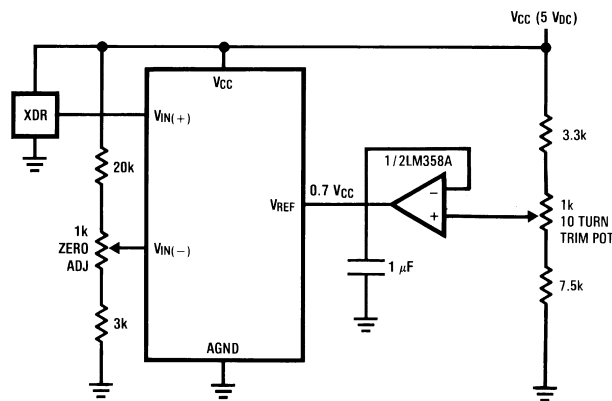 VCC (5 VDC)
XDR
VCC
VIN(+)
20k
1k
ZERO
ADJ
VIN(−)
3k
AGND
VREF
0.7 VCC
1/2LM358A
−
+
1 μF
3.3k
1k
10 TURN
TRIM POT
7.5k